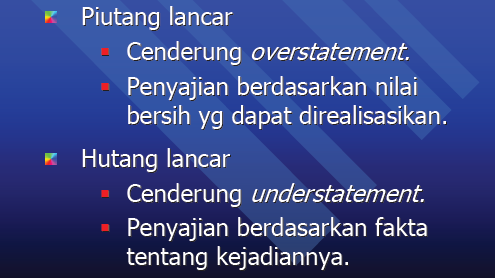 Piutang lancar
Cenderung overstatement.
Penyajian berdasarkan nilai
bersih yg dapat direalisasikan.
Hutang lancar
Cenderung understatement.
Penyajian berdasarkan fakta
tentang kejadiannya.